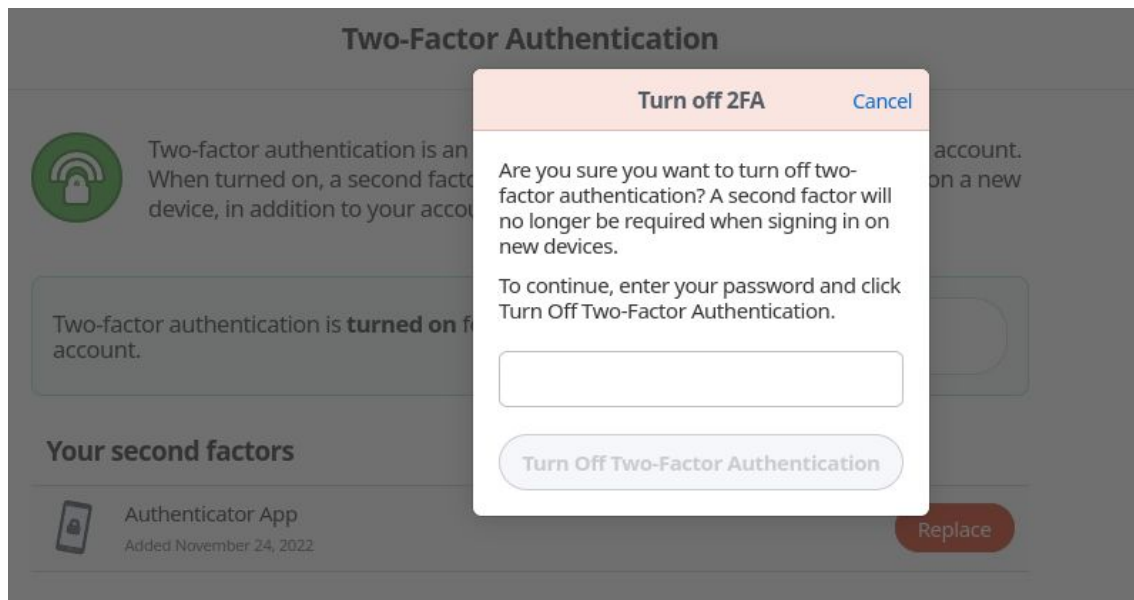 Two-Factor Authentication
Turn off 2FA
Cancel
Two-factor authentication is an
account.
When turned on, a second
on a new
device, in addition to your
Are you sure you want to turn off two-
factor authentication? A second factor will
no longer be required when signing in on
new devices.
To continue, enter your password and click
Turn Off Two-Factor Authentication.
Two-factor authentication is turned on
account.
Turn Off Two-Factor Authentication
Your second factors
Authenticator App
Added November 24, 2022
Replace